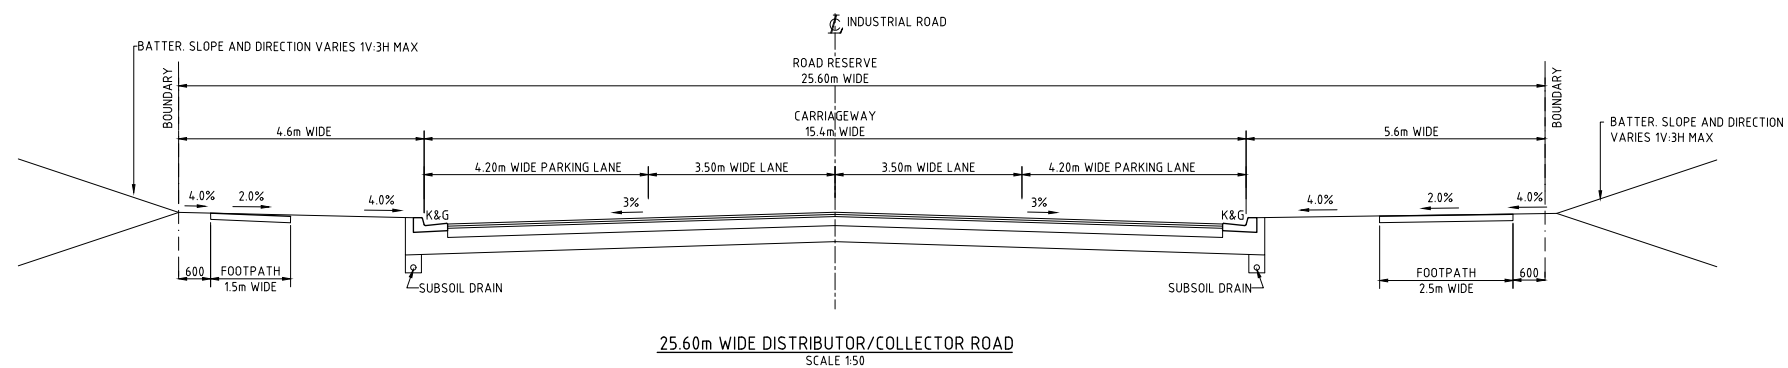 ℄ INDUSTRIAL ROAD
BATTER. SLOPE AND DIRECTION VARIES 1V:3H MAX
ROAD RESERVE
25.60m WIDE
BOUNDARY
BOUNDARY
CARRIAGEWAY
4.6m WIDE
15.4m WIDE
5.6m WIDE
BATTER. SLOPE AND DIRECTION
VARIES 1V:3H MAX
4.20m WIDE PARKING LANE
3.50m WIDE LANE
3.50m WIDE LANE
4.20m WIDE PARKING LANE
4.0%
2.0%
4.0%
K&G
3%
3%
K&G
4.0%
2.0%
4.0%
600
FOOTPATH
1.5m WIDE
SUBSOIL DRAIN
SUBSOIL DRAIN
FOOTPATH
2.5m WIDE
600
25.60m WIDE DISTRIBUTOR/COLLECTOR ROAD
SCALE 1:50